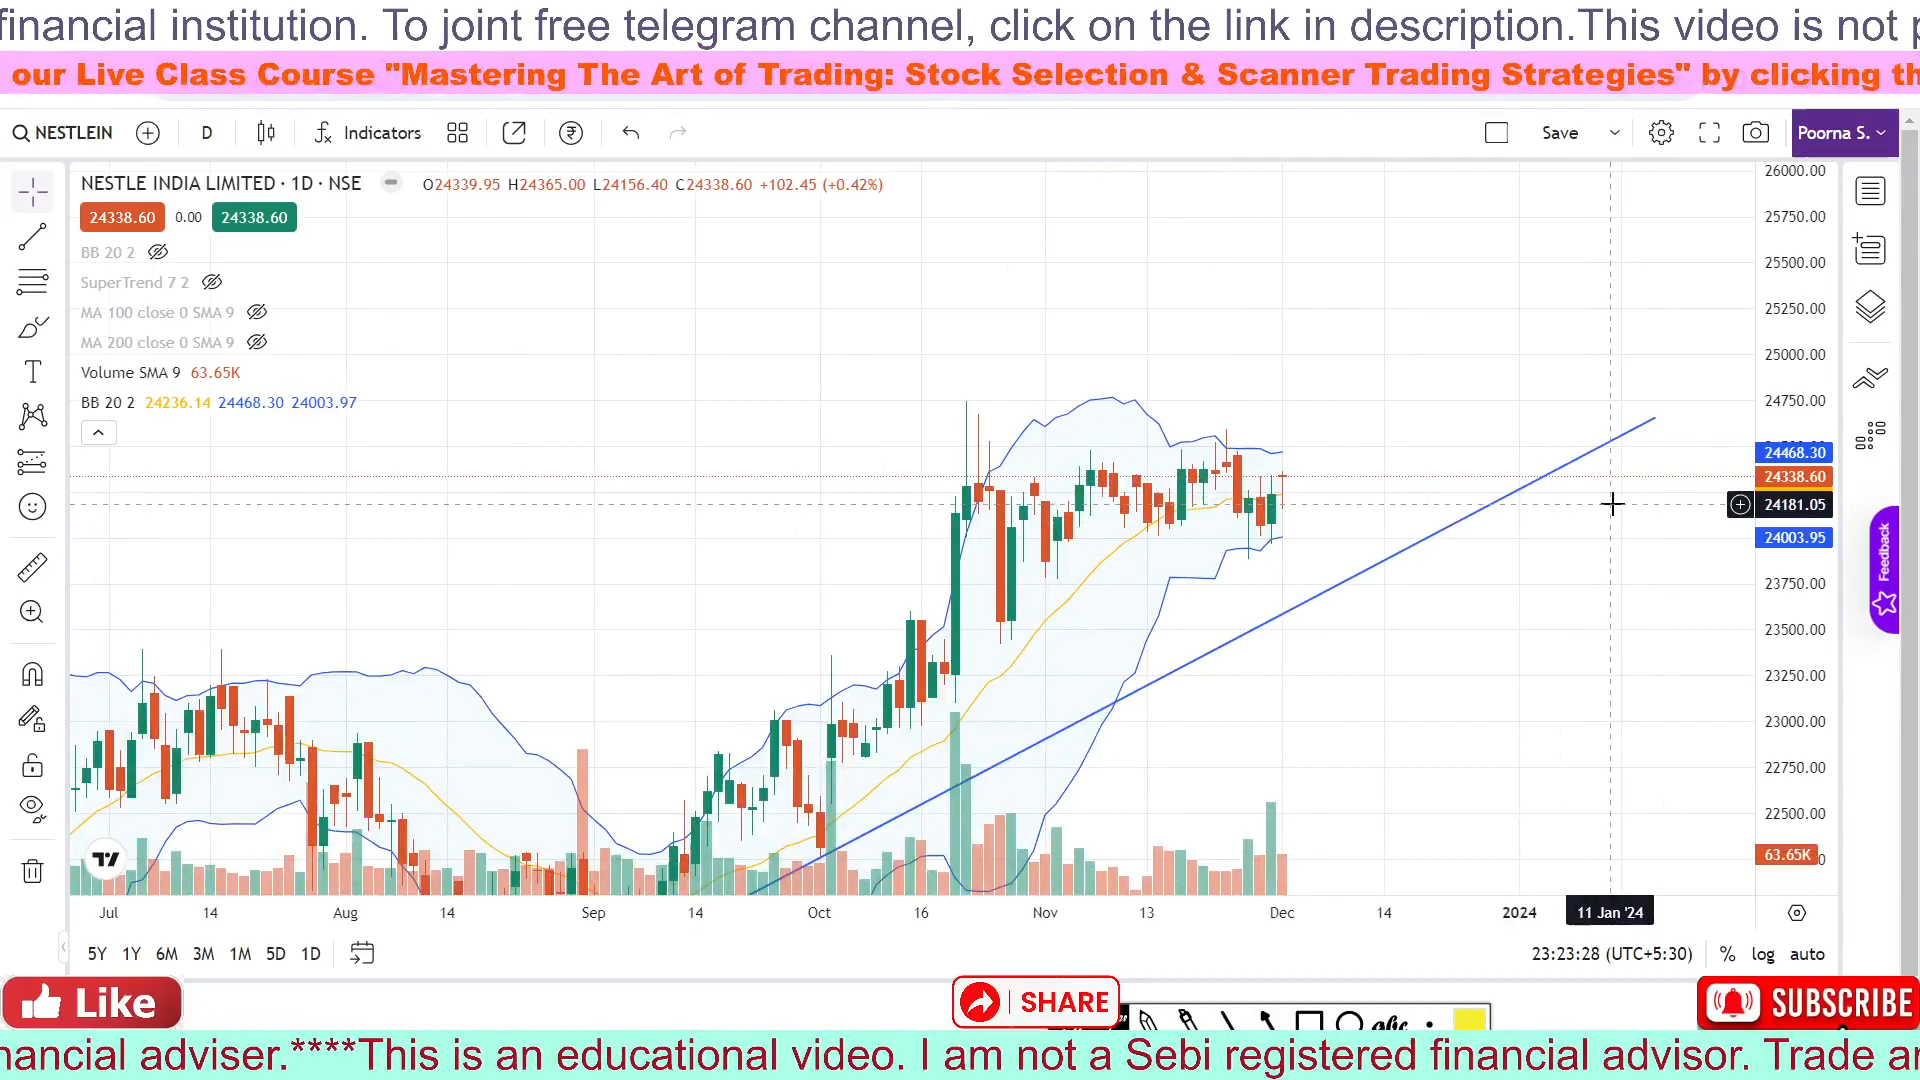 financial institution. To joint free telegram channel, click on the link in description.This video is not p
our Live Class Course "Mastering The Art of Trading: Stock Selection & Scanner Trading Strategies" by clicking th
NESTLEIN D Indicators Save Poorna S.
NESTLE INDIA LIMITED · 1D · NSE O24339.95 H24365.00 L24156.40 C24338.60 +102.45 (+0.42%)
24338.60 0.00 24338.60
BB 20 2
SuperTrend 7 2
MA 100 close 0 SMA 9
MA 200 close 0 SMA 9
Volume SMA 9 63.65K
BB 20 2 24236.14 24468.30 24003.97
26000.00
25750.00
25500.00
25250.00
25000.00
24750.00
24468.30
24338.60
24181.05
24003.95
23750.00
23500.00
23250.00
23000.00
22750.00
22500.00
63.65K
Feedback
Jul 14 Aug 14 Sep 14 Oct 16 Nov 13 Dec 14 2024 11 Jan '24
5Y 1Y 6M 3M 1M 5D 1D 23:23:28 (UTC+5:30) % log auto
Like SHARE SUBSCRIBE
abc
nancial adviser.****This is an educational video. I am not a Sebi registered financial advisor. Trade an